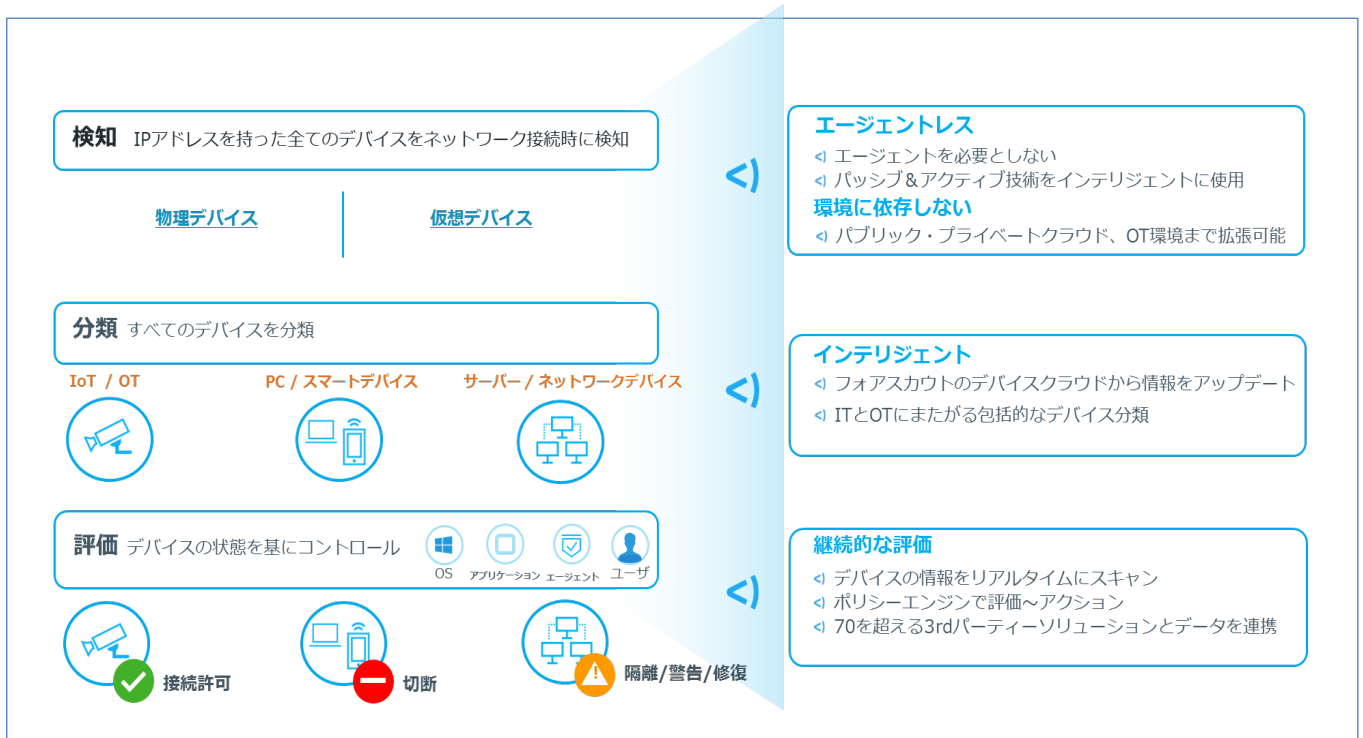 検知 IPアドレスを持った全てのデバイスをネットワーク接続時に検知
物理デバイス
仮想デバイス
エージェントレス
エージェントを必要としない
パッシブ&アクティブ技術をインテリジェントに使用
環境に依存しない
パブリック・プライベートクラウド、OT環境まで拡張可能
分類 すべてのデバイスを分類
IoT / OT
PC / スマートデバイス
サーバー / ネットワークデバイス
インテリジェント
フォアスカウトのデバイスクラウドから情報をアップデート
ITとOTにまたがる包括的なデバイス分類
評価 デバイスの状態を基にコントロール
OS
アプリケーション
エージェント
ユーザ
接続許可
切断
隔離/警告/修復
継続的な評価
デバイスの情報をリアルタイムにスキャン
ポリシーエンジンで評価～アクション
70を超える3rdパーティーソリューションとデータを連携